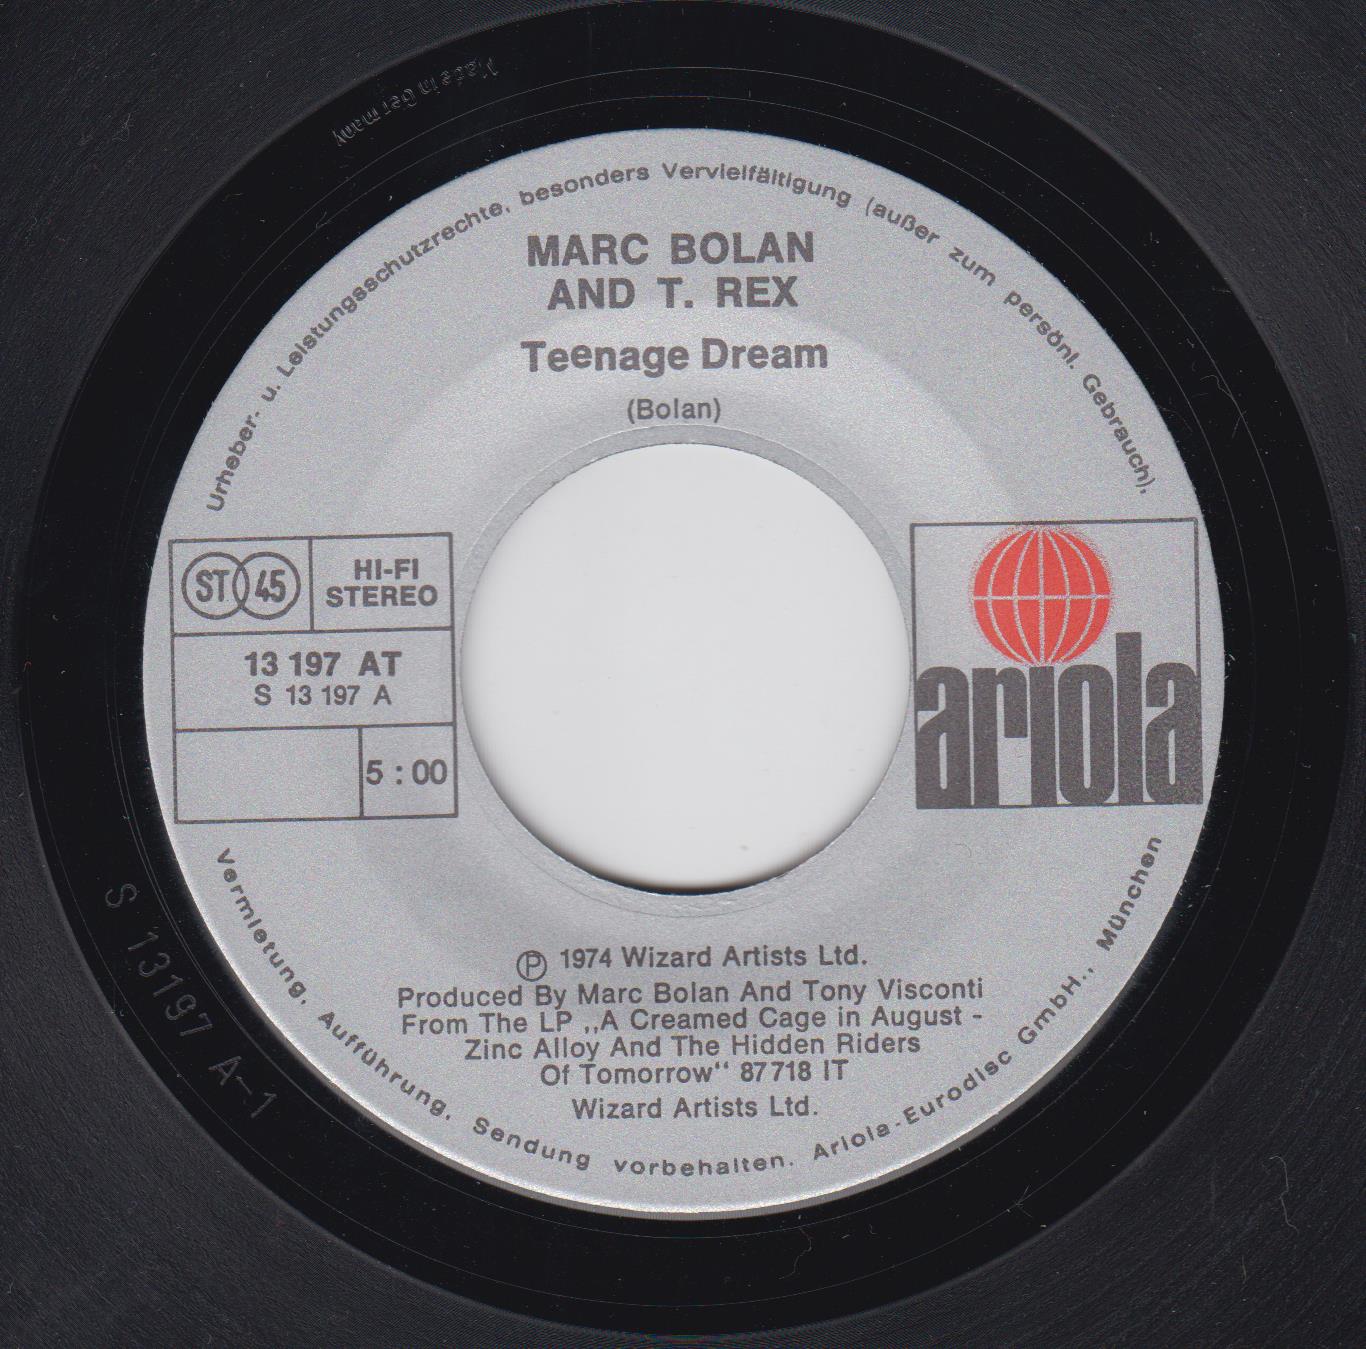 Made in Germany
Urheber- u. Leistungsschutzrechte, besonders Vervielfältigung (außer zum persönl. Gebrauch),
MARC BOLAN
AND T. REX
Teenage Dream
(Bolan)
ST 45
HI-FI
STEREO
13 197 AT
S 13 197 A
5 : 00
ariola
℗ 1974 Wizard Artists Ltd.
Produced By Marc Bolan And Tony Visconti
From The LP ,,A Creamed Cage in August -
Zinc Alloy And The Hidden Riders
Of Tomorrow“ 87 718 IT
Wizard Artists Ltd.
Vermietung, Aufführung, Sendung vorbehalten. Ariola-Eurodisc GmbH., München
S 13197 A-1